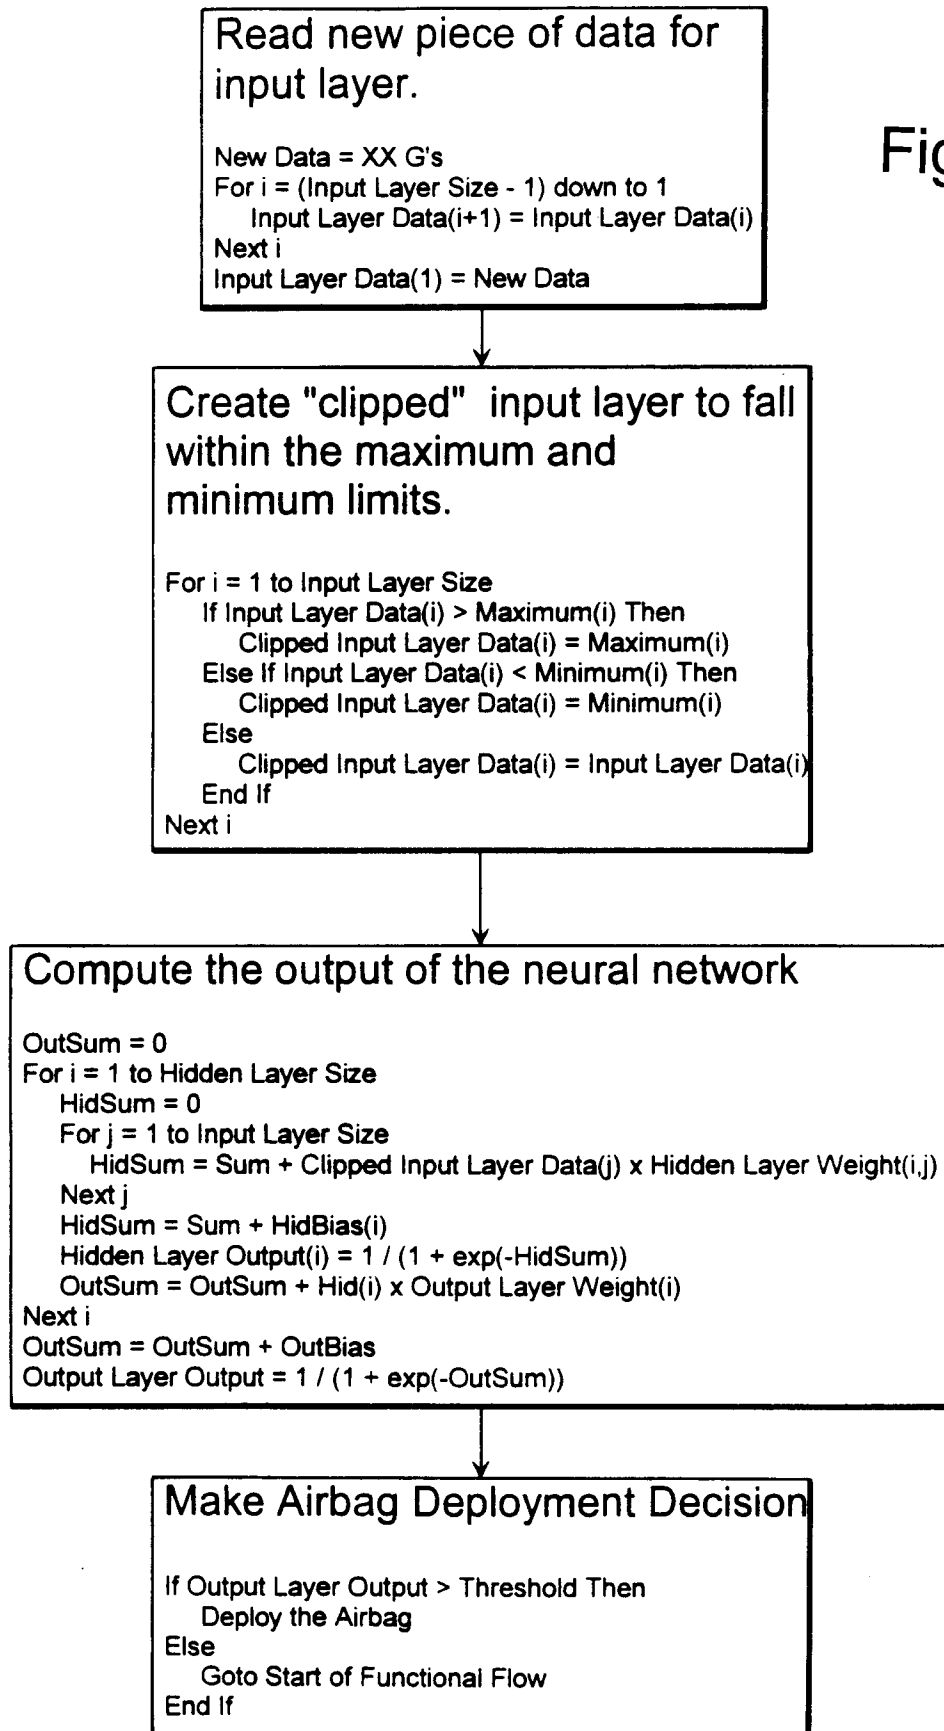 Read new piece of data for
input layer.
New Data = XX G's
For i = (Input Layer Size - 1) down to 1
Input Layer Data(i+1) = Input Layer Data(i)
Next i
Input Layer Data(1) = New Data
Fig
Create "clipped" input layer to fall
within the maximum and
minimum limits.
For i = 1 to Input Layer Size
If Input Layer Data(i) > Maximum(i) Then
Clipped Input Layer Data(i) = Maximum(i)
Else If Input Layer Data(i) < Minimum(i) Then
Clipped Input Layer Data(i) = Minimum(i)
Else
Clipped Input Layer Data(i) = Input Layer Data(i)
End If
Next i
Compute the output of the neural network
OutSum = 0
For i = 1 to Hidden Layer Size
HidSum = 0
For j = 1 to Input Layer Size
HidSum = Sum + Clipped Input Layer Data(j) x Hidden Layer Weight(i,j)
Next j
HidSum = Sum + HidBias(i)
Hidden Layer Output(i) = 1 / (1 + exp(-HidSum))
OutSum = OutSum + Hid(i) x Output Layer Weight(i)
Next i
OutSum = OutSum + OutBias
Output Layer Output = 1 / (1 + exp(-OutSum))
Make Airbag Deployment Decision
If Output Layer Output > Threshold Then
Deploy the Airbag
Else
Goto Start of Functional Flow
End If